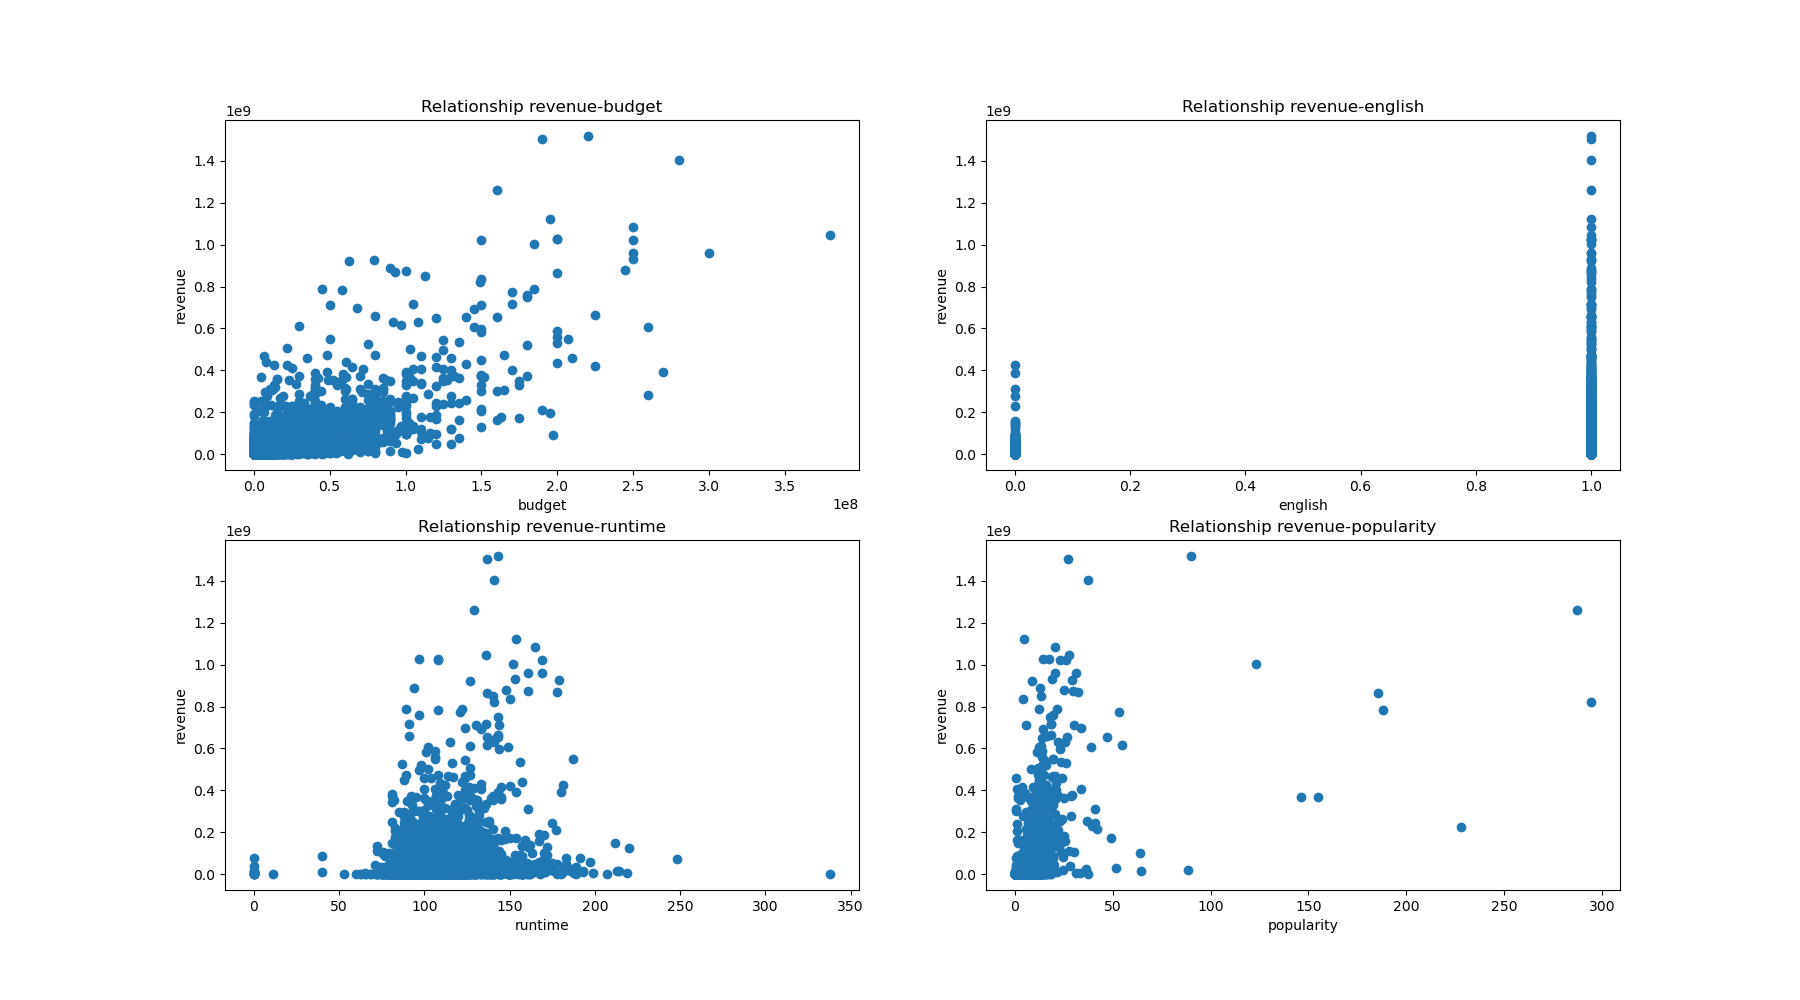 Relationship revenue-budget
1e9
1.4
1.2
1.0
0.8
0.6
0.4
0.2
0.0
revenue
0.0 0.5 1.0 1.5 2.0 2.5 3.0 3.5
budget
1e8
Relationship revenue-english
1e9
1.4
1.2
1.0
0.8
0.6
0.4
0.2
0.0
revenue
0.0 0.2 0.4 0.6 0.8 1.0
english
Relationship revenue-runtime
1e9
1.4
1.2
1.0
0.8
0.6
0.4
0.2
0.0
revenue
0 50 100 150 200 250 300 350
runtime
Relationship revenue-popularity
1e9
1.4
1.2
1.0
0.8
0.6
0.4
0.2
0.0
revenue
0 50 100 150 200 250 300
popularity